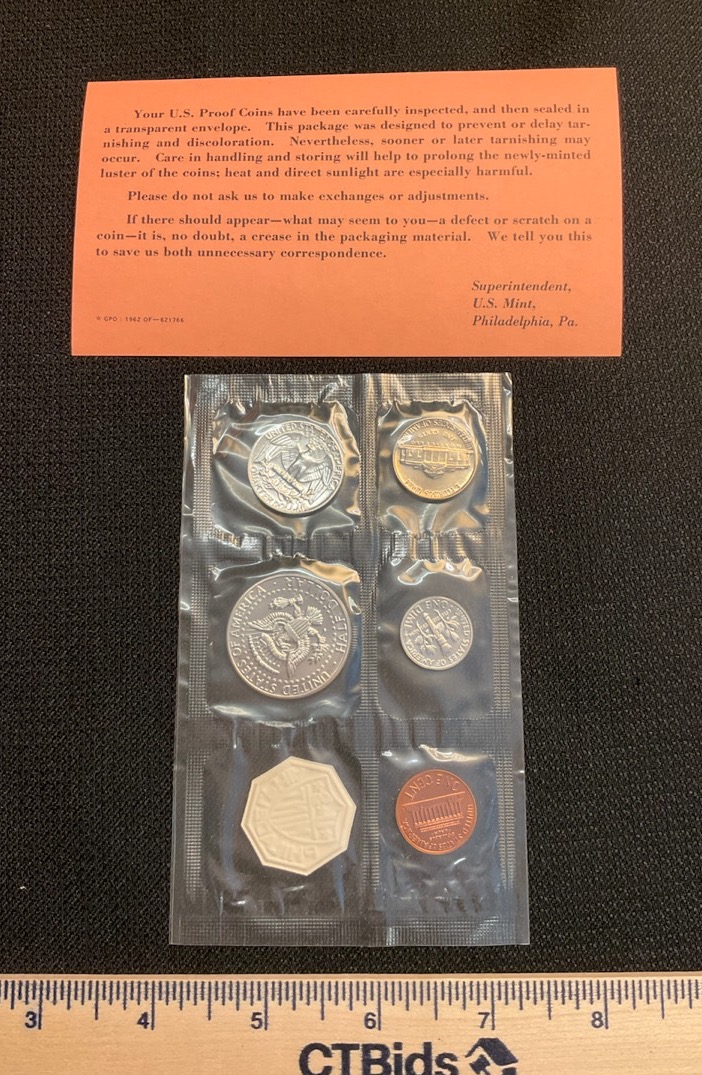 Your U.S. Proof Coins have been carefully inspected, and then sealed in
a transparent envelope. This package was designed to prevent or delay tar-
nishing and discoloration. Nevertheless, sooner or later tarnishing may
occur. Care in handling and storing will help to prolong the newly-minted
luster of the coins; heat and direct sunlight are especially harmful.
Please do not ask us to make exchanges or adjustments.
If there should appear—what may seem to you—a defect or scratch on a
coin—it is, no doubt, a crease in the packaging material. We tell you this
to save us both unnecessary correspondence.
Superintendent,
U.S. Mint,
Philadelphia, Pa.
☆ GPO : 1962 OF—621766
UNITED STATES
HALF DOLLAR
UNITED STATES OF AMERICA
ONE CENT
3 4 5 6 7 8
CTBids